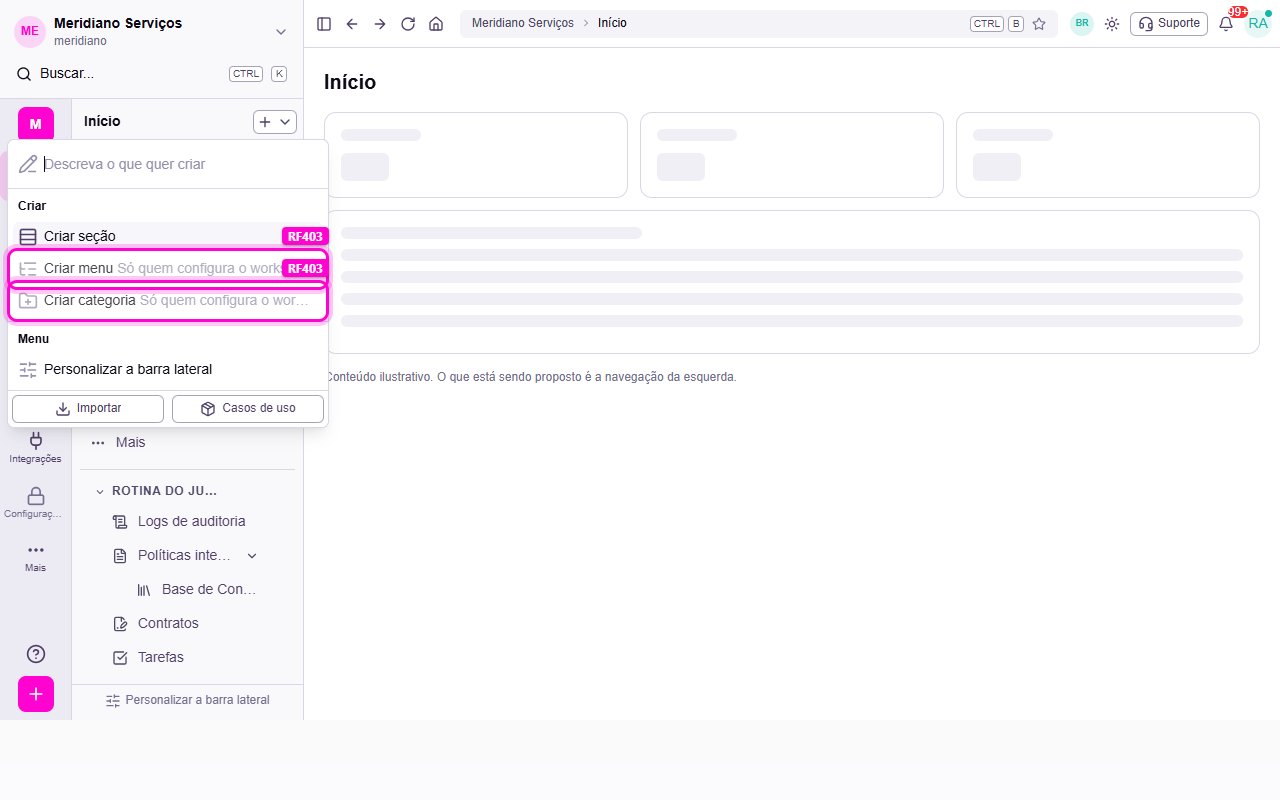 ME
Meridiano Serviços
meridiano
Buscar...
CTRL
K
Meridiano Serviços
Início
CTRL
B
BR
Suporte
99+
RA
M
Início
Início
Descreva o que quer criar
Criar
Criar seção
RF403
Criar menu Só quem configura o work
RF403
Criar categoria Só quem configura o wor...
Menu
Personalizar a barra lateral
Importar
Casos de uso
Conteúdo ilustrativo. O que está sendo proposto é a navegação da esquerda.
Integrações
Configuraç...
Mais
Mais
ROTINA DO JU...
Logs de auditoria
Políticas inte...
Base de Con...
Contratos
Tarefas
Personalizar a barra lateral